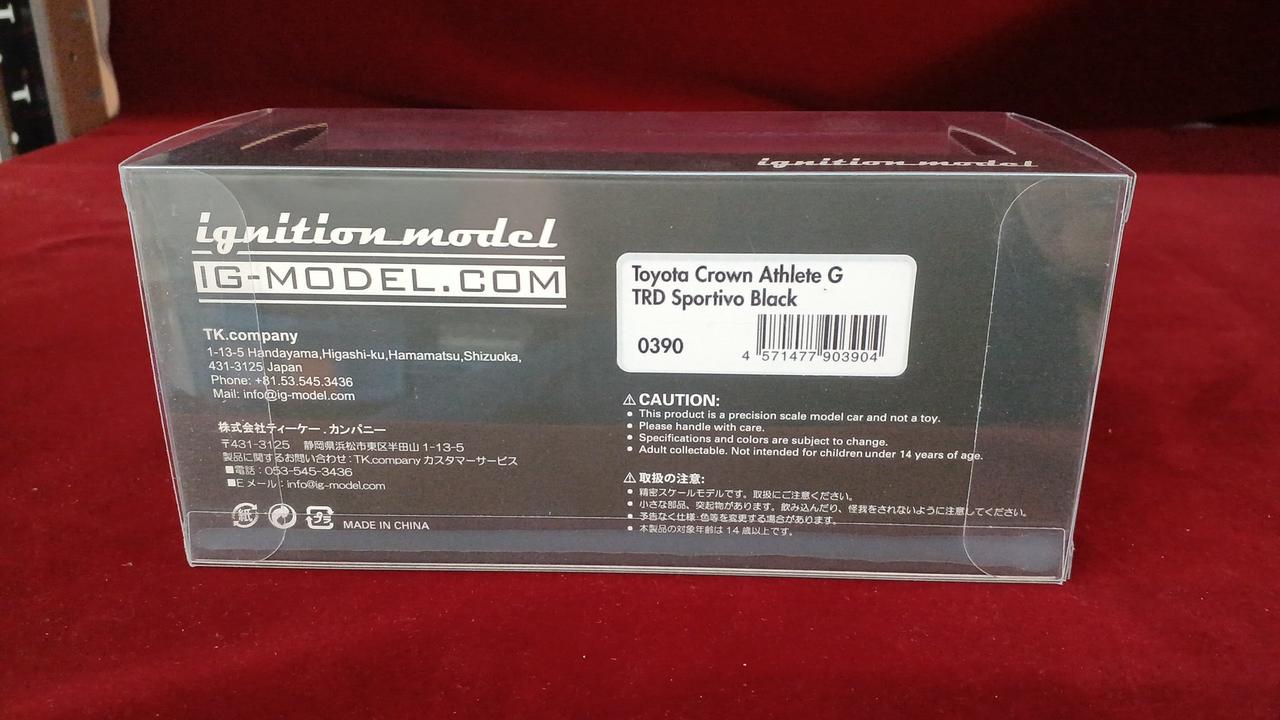 ignition model
ignition model
IG-MODEL.COM
TK.company
1-13-5 Handayama,Higashi-ku,Hamamatsu,Shizuoka,
431-3125 Japan
Phone: +81.53.545.3436
Mail: info@ig-model.com
株式会社ティーケー.カンパニー
〒431-3125 静岡県浜松市東区半田山 1-13-5
製品に関するお問い合わせ:TK.company カスタマーサービス
■電話:053-545-3436
■Eメール:info@ig-model.com
紙
プラ
MADE IN CHINA
Toyota Crown Athlete G
TRD Sportivo Black
0390
4 571477 903904
⚠ CAUTION:
• This product is a precision scale model car and not a toy.
• Please handle with care.
• Specifications and colors are subject to change.
• Adult collectable. Not intended for children under 14 years of age.
⚠ 取扱の注意:
• 精密スケールモデルです。取扱にご注意ください。
• 小さな部品、突起物があります。飲み込んだり、怪我をされないように注意してください。
• 予告なく仕様・色等を変更する場合があります。
• 本製品の対象年齢は 14 歳以上です。